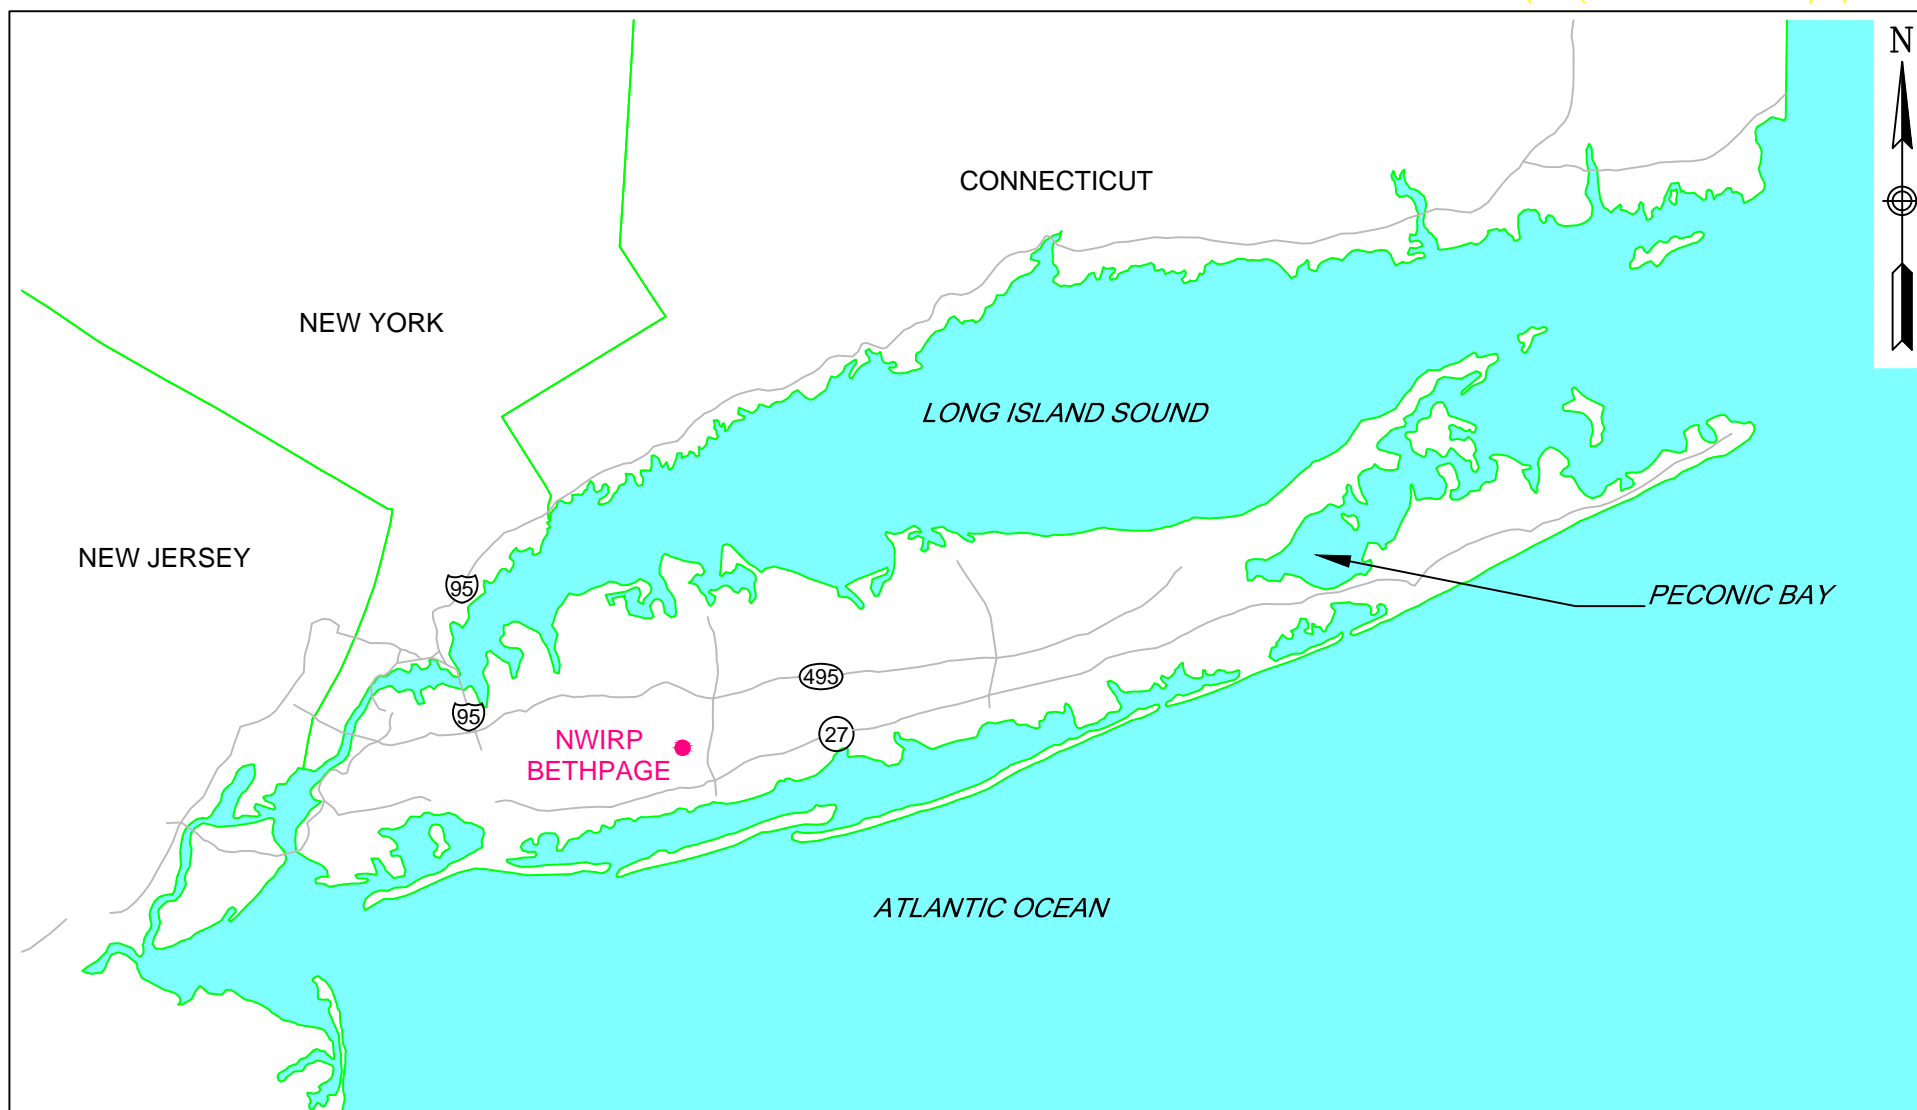 N
CONNECTICUT
NEW YORK
LONG ISLAND SOUND
NEW JERSEY
95
PECONIC BAY
495
95
27
NWIRP
BETHPAGE
ATLANTIC OCEAN